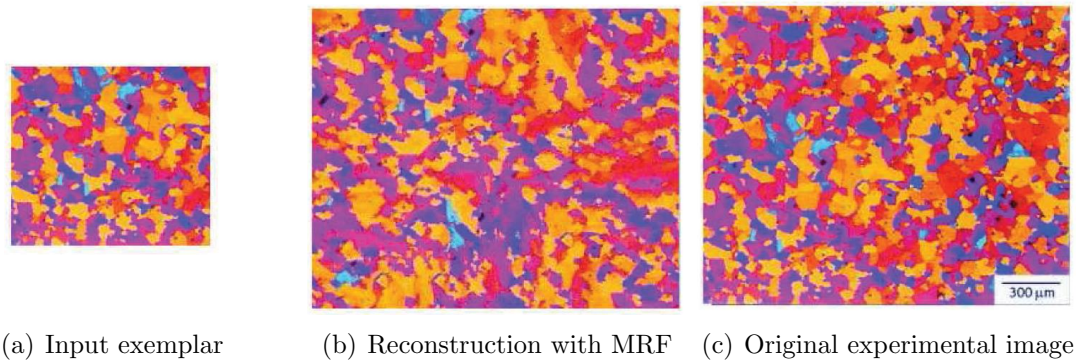 300 μm
(a) Input exemplar
(b) Reconstruction with MRF
(c) Original experimental image